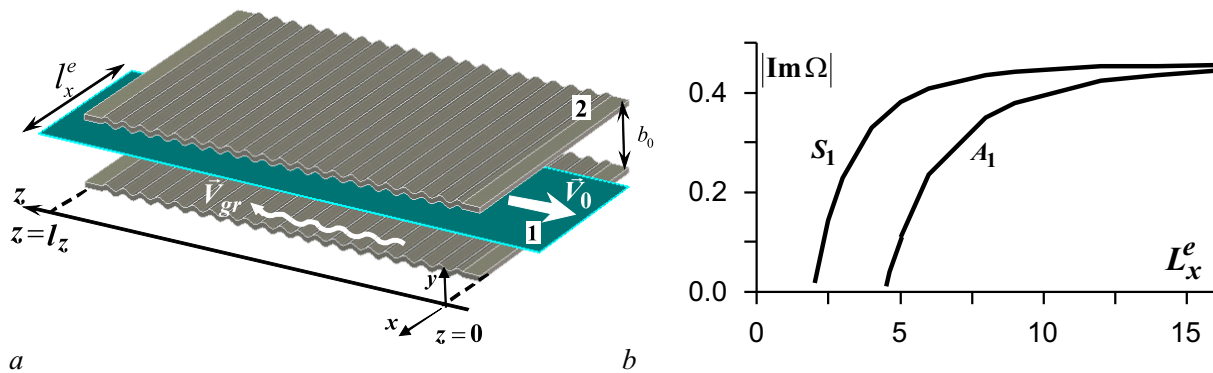 l_x^e
2
b_0
z
V_gr
V_0
1
z = l_z
y
x
z = 0
a
|Im Ω|
0.4
S_1
A_1
0.2
L_x^e
0.0
0
5
10
15
b